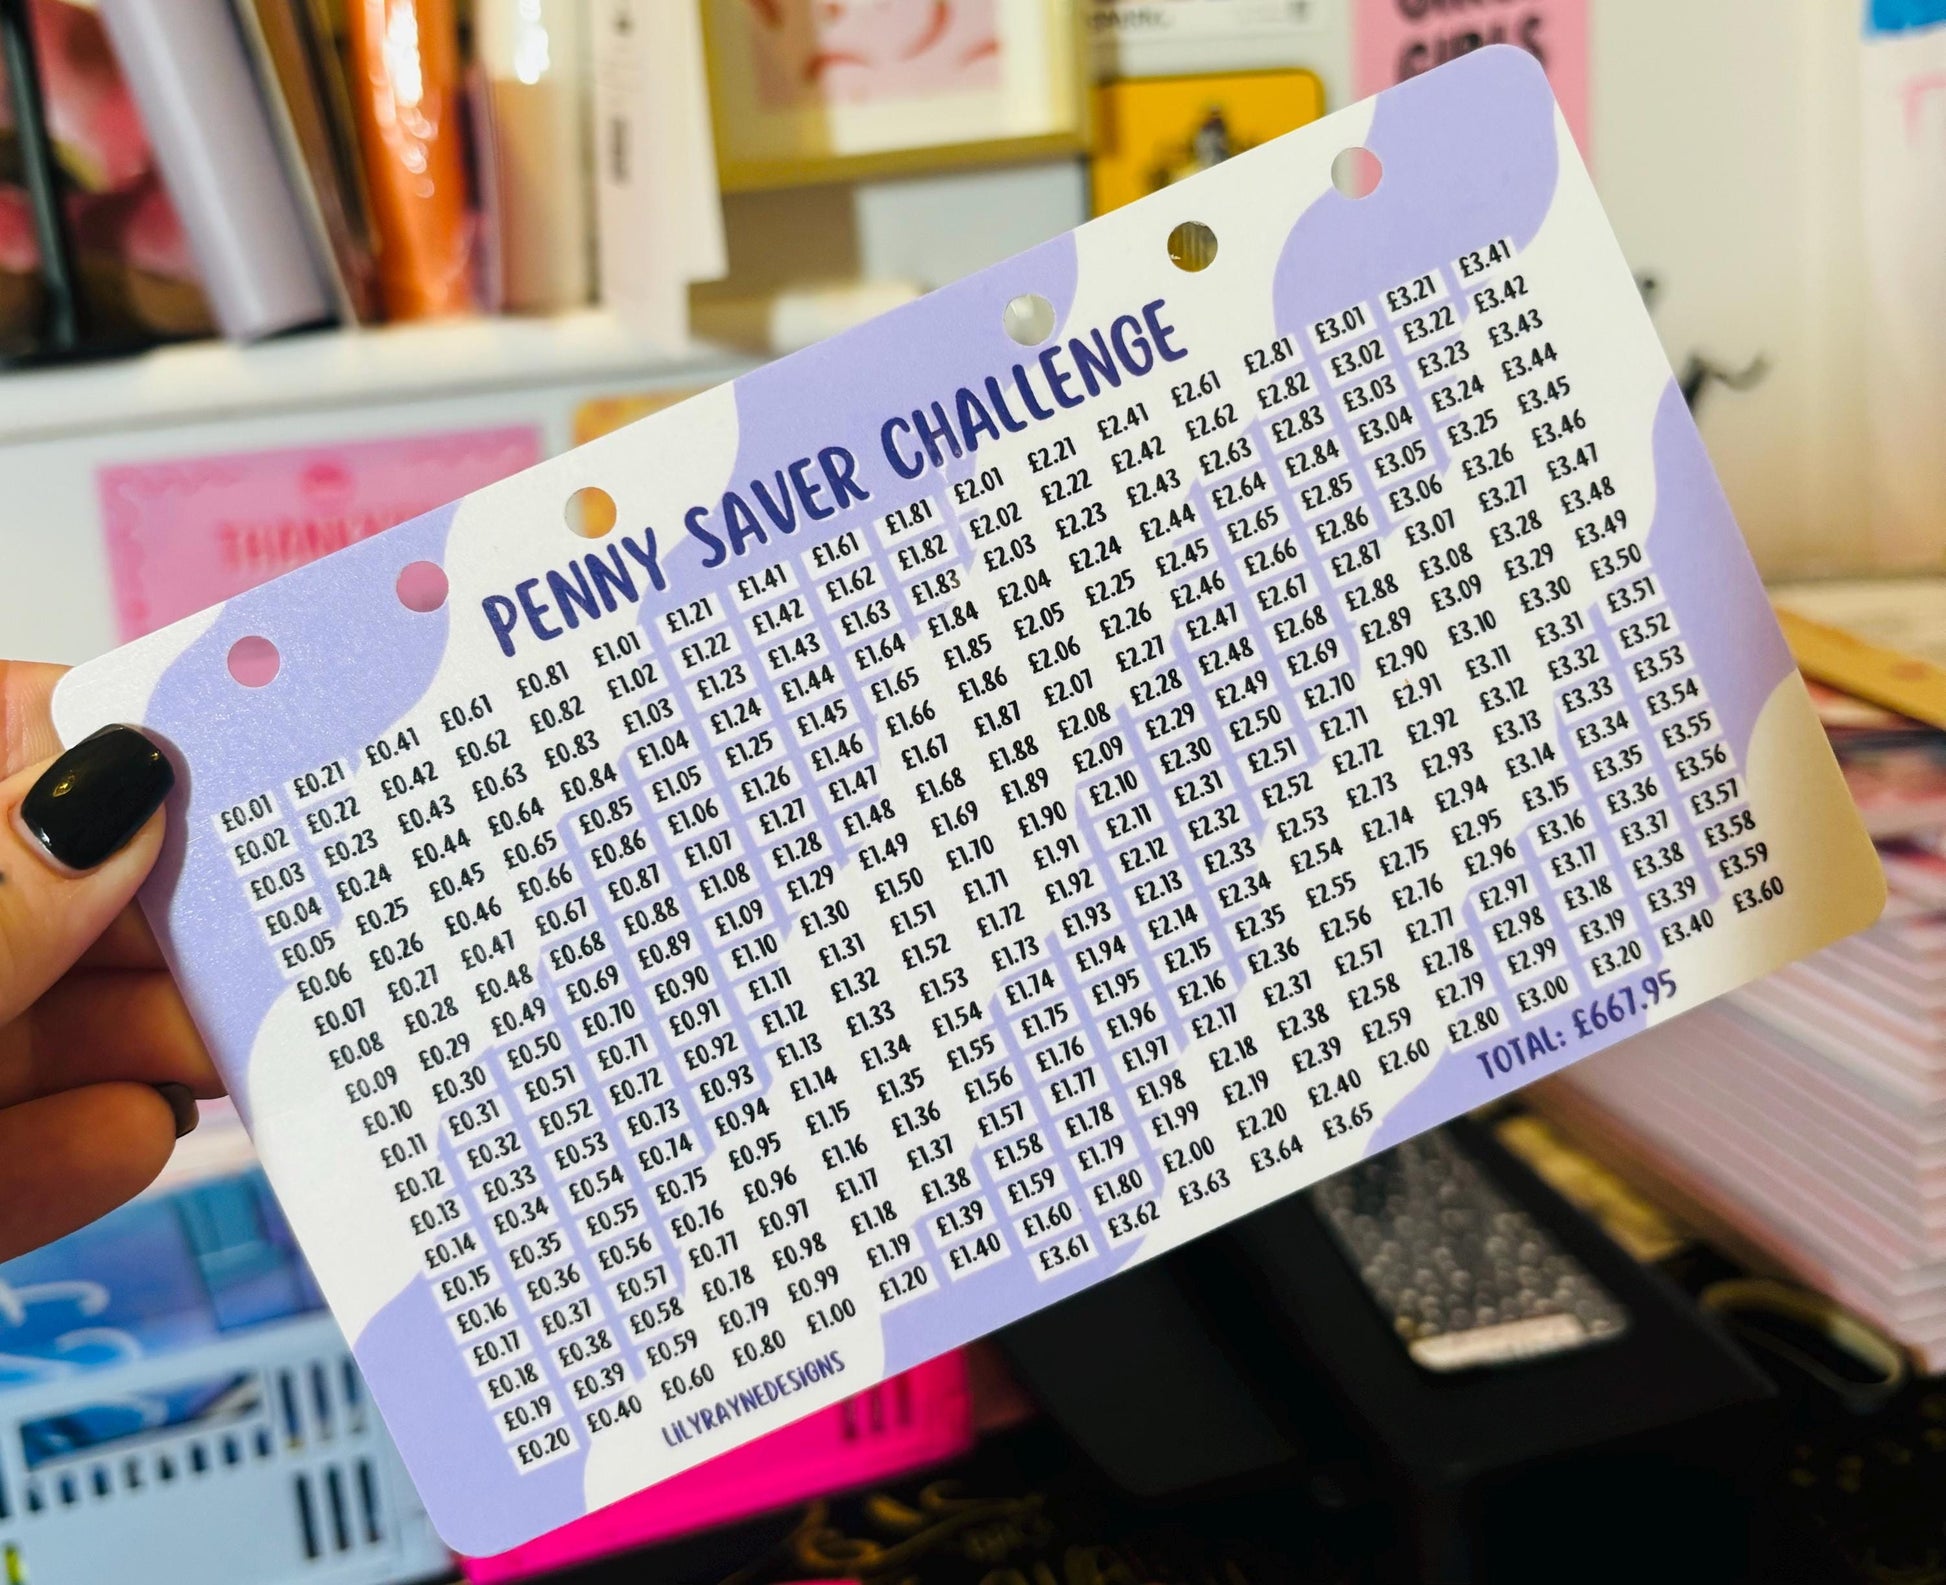 PENNY SAVER CHALLENGE
£0.01 £0.21 £0.41 £0.61 £0.81 £1.01 £1.21 £1.41 £1.61 £1.81 £2.01 £2.21 £2.41 £2.61 £2.81 £3.01 £3.21 £3.41
£0.02 £0.22 £0.42 £0.62 £0.82 £1.02 £1.22 £1.42 £1.62 £1.82 £2.02 £2.22 £2.42 £2.62 £2.82 £3.02 £3.22 £3.42
£0.03 £0.23 £0.43 £0.63 £0.83 £1.03 £1.23 £1.43 £1.63 £1.83 £2.03 £2.23 £2.43 £2.63 £2.83 £3.03 £3.23 £3.43
£0.04 £0.24 £0.44 £0.64 £0.84 £1.04 £1.24 £1.44 £1.64 £1.84 £2.04 £2.24 £2.44 £2.64 £2.84 £3.04 £3.24 £3.44
£0.05 £0.25 £0.45 £0.65 £0.85 £1.05 £1.25 £1.45 £1.65 £1.85 £2.05 £2.25 £2.45 £2.65 £2.85 £3.05 £3.25 £3.45
£0.06 £0.26 £0.46 £0.66 £0.86 £1.06 £1.26 £1.46 £1.66 £1.86 £2.06 £2.26 £2.46 £2.66 £2.86 £3.06 £3.26 £3.46
£0.07 £0.27 £0.47 £0.67 £0.87 £1.07 £1.27 £1.47 £1.67 £1.87 £2.07 £2.27 £2.47 £2.67 £2.87 £3.07 £3.27 £3.47
£0.08 £0.28 £0.48 £0.68 £0.88 £1.08 £1.28 £1.48 £1.68 £1.88 £2.08 £2.28 £2.48 £2.68 £2.88 £3.08 £3.28 £3.48
£0.09 £0.29 £0.49 £0.69 £0.89 £1.09 £1.29 £1.49 £1.69 £1.89 £2.09 £2.29 £2.49 £2.69 £2.89 £3.09 £3.29 £3.49
£0.10 £0.30 £0.50 £0.70 £0.90 £1.10 £1.30 £1.50 £1.70 £1.90 £2.10 £2.30 £2.50 £2.70 £2.90 £3.10 £3.30 £3.50
£0.11 £0.31 £0.51 £0.71 £0.91 £1.11 £1.31 £1.51 £1.71 £1.91 £2.11 £2.31 £2.51 £2.71 £2.91 £3.11 £3.31 £3.51
£0.12 £0.32 £0.52 £0.72 £0.92 £1.12 £1.32 £1.52 £1.72 £1.92 £2.12 £2.32 £2.52 £2.72 £2.92 £3.12 £3.32 £3.52
£0.13 £0.33 £0.53 £0.73 £0.93 £1.13 £1.33 £1.53 £1.73 £1.93 £2.13 £2.33 £2.53 £2.73 £2.93 £3.13 £3.33 £3.53
£0.14 £0.34 £0.54 £0.74 £0.94 £1.14 £1.34 £1.54 £1.74 £1.94 £2.14 £2.34 £2.54 £2.74 £2.94 £3.14 £3.34 £3.54
£0.15 £0.35 £0.55 £0.75 £0.95 £1.15 £1.35 £1.55 £1.75 £1.95 £2.15 £2.35 £2.55 £2.75 £2.95 £3.15 £3.35 £3.55
£0.16 £0.36 £0.56 £0.76 £0.96 £1.16 £1.36 £1.56 £1.76 £1.96 £2.16 £2.36 £2.56 £2.76 £2.96 £3.16 £3.36 £3.56
£0.17 £0.37 £0.57 £0.77 £0.97 £1.17 £1.37 £1.57 £1.77 £1.97 £2.17 £2.37 £2.57 £2.77 £2.97 £3.17 £3.37 £3.57
£0.18 £0.38 £0.58 £0.78 £0.98 £1.18 £1.38 £1.58 £1.78 £1.98 £2.18 £2.38 £2.58 £2.78 £2.98 £3.18 £3.38 £3.58
£0.19 £0.39 £0.59 £0.79 £0.99 £1.19 £1.39 £1.59 £1.79 £1.99 £2.19 £2.39 £2.59 £2.79 £2.99 £3.19 £3.39 £3.59
£0.20 £0.40 £0.60 £0.80 £1.00 £1.20 £1.40 £1.60 £1.80 £2.00 £2.20 £2.40 £2.60 £2.80 £3.00 £3.20 £3.40 £3.60
£3.61 £3.62 £3.63 £3.64 £3.65
LILYRAYNEDESIGNS
TOTAL: £667.95
GIRLS